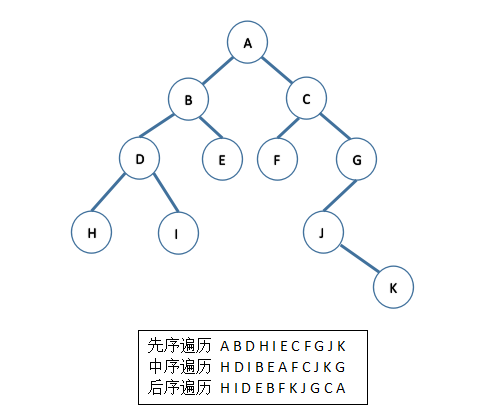 A
B C
D E F G
H I J
K
先序遍历 A B D H I E C F G J K
中序遍历 H D I B E A F C J K G
后序遍历 H I D E B F K J G C A